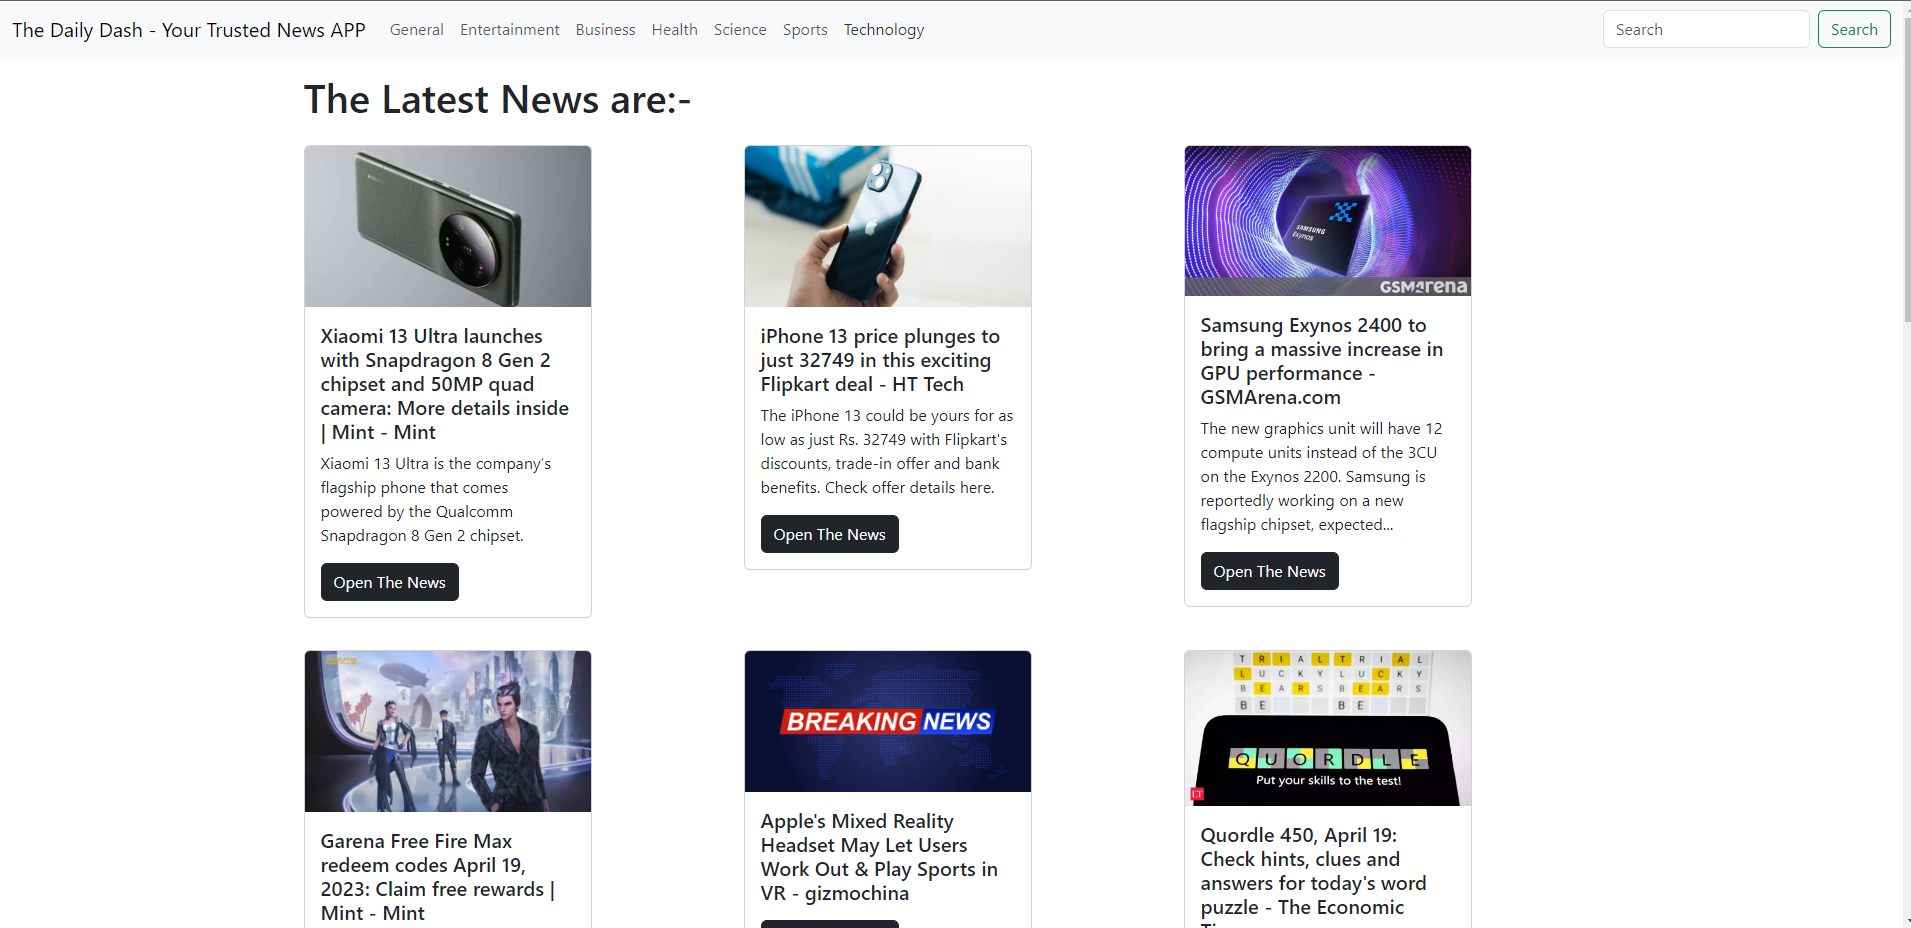 The Daily Dash - Your Trusted News APP
General
Entertainment
Business
Health
Science
Sports
Technology
Search
Search
The Latest News are:-
Xiaomi 13 Ultra launches
with Snapdragon 8 Gen 2
chipset and 50MP quad
camera: More details inside
| Mint - Mint
Xiaomi 13 Ultra is the company's
flagship phone that comes
powered by the Qualcomm
Snapdragon 8 Gen 2 chipset.
Open The News
iPhone 13 price plunges to
just 32749 in this exciting
Flipkart deal - HT Tech
The iPhone 13 could be yours for as
low as just Rs. 32749 with Flipkart's
discounts, trade-in offer and bank
benefits. Check offer details here.
Open The News
SAMSUNG
Exynos
GSMArena
Samsung Exynos 2400 to
bring a massive increase in
GPU performance -
GSMArena.com
The new graphics unit will have 12
compute units instead of the 3CU
on the Exynos 2200. Samsung is
reportedly working on a new
flagship chipset, expected...
Open The News
Garena Free Fire Max
redeem codes April 19,
2023: Claim free rewards |
Mint - Mint
BREAKING NEWS
Apple's Mixed Reality
Headset May Let Users
Work Out & Play Sports in
VR - gizmochina
T R I A L T R I A L
L U C K Y L U C K Y
B E A R S B E A R S
B E B E
QUORDLE
Put your skills to the test!
ET
Quordle 450, April 19:
Check hints, clues and
answers for today's word
puzzle - The Economic